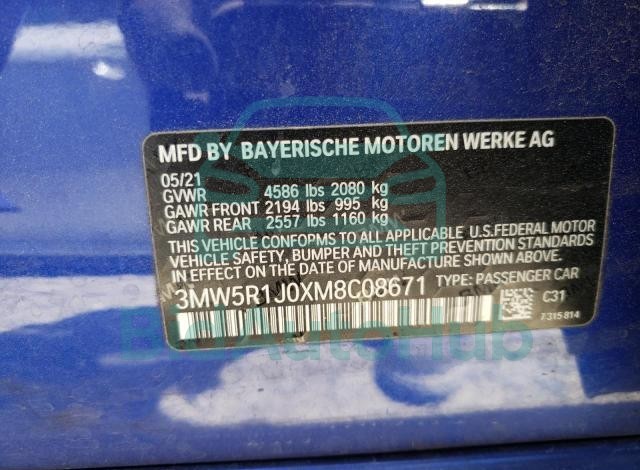 MFD BY BAYERISCHE MOTOREN WERKE AG
05/21
GVWR 4586 lbs 2080 kg
GAWR FRONT 2194 lbs 995 kg
GAWR REAR 2557 lbs 1160 kg
THIS VEHICLE CONFORMS TO ALL APPLICABLE U.S.FEDERAL MOTOR
VEHICLE SAFETY, BUMPER AND THEFT PREVENTION STANDARDS
IN EFFECT ON THE DATE OF MANUFACTURE SHOWN ABOVE.
3MW5R1J0XM8C08671 TYPE: PASSENGER CAR
C31
7315814
BidAutoHub